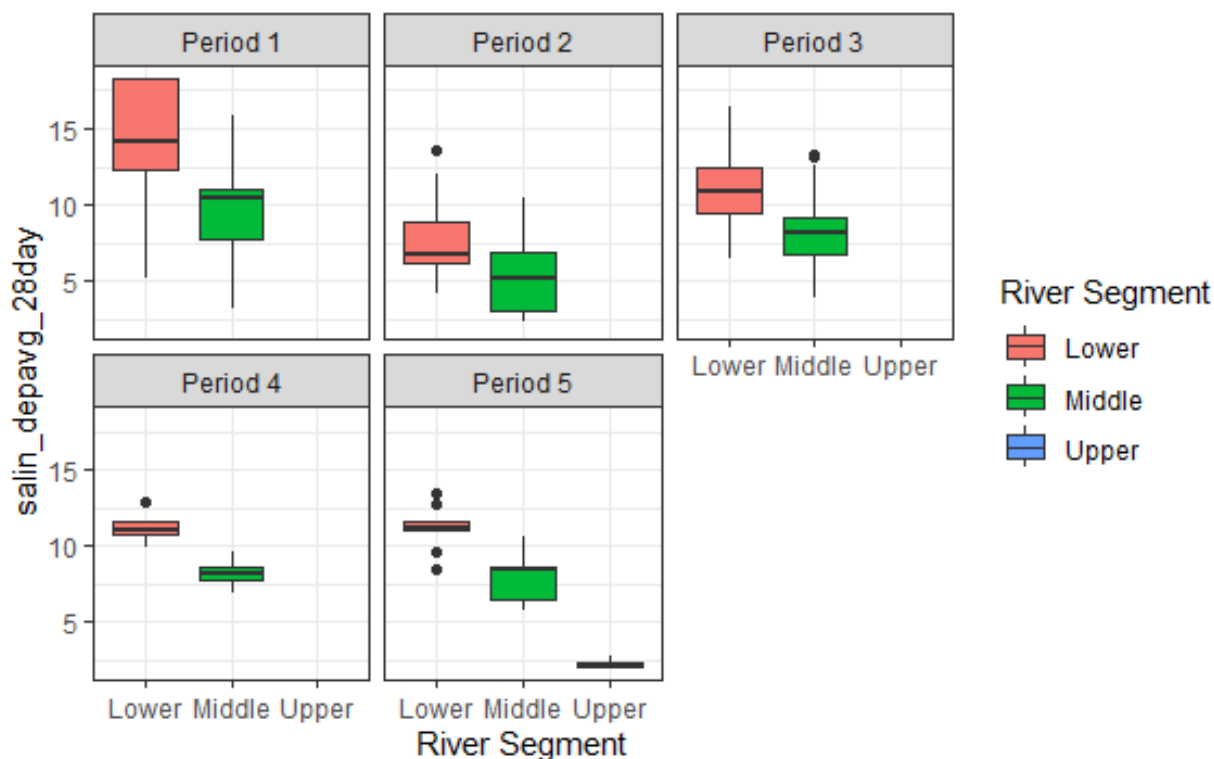 Period 1
Period 2
Period 3
15
10
5
Lower Middle Upper
Period 4
Period 5
15
10
5
Lower Middle Upper
Lower Middle Upper
River Segment
salin_depavg_28day
River Segment
Lower
Middle
Upper